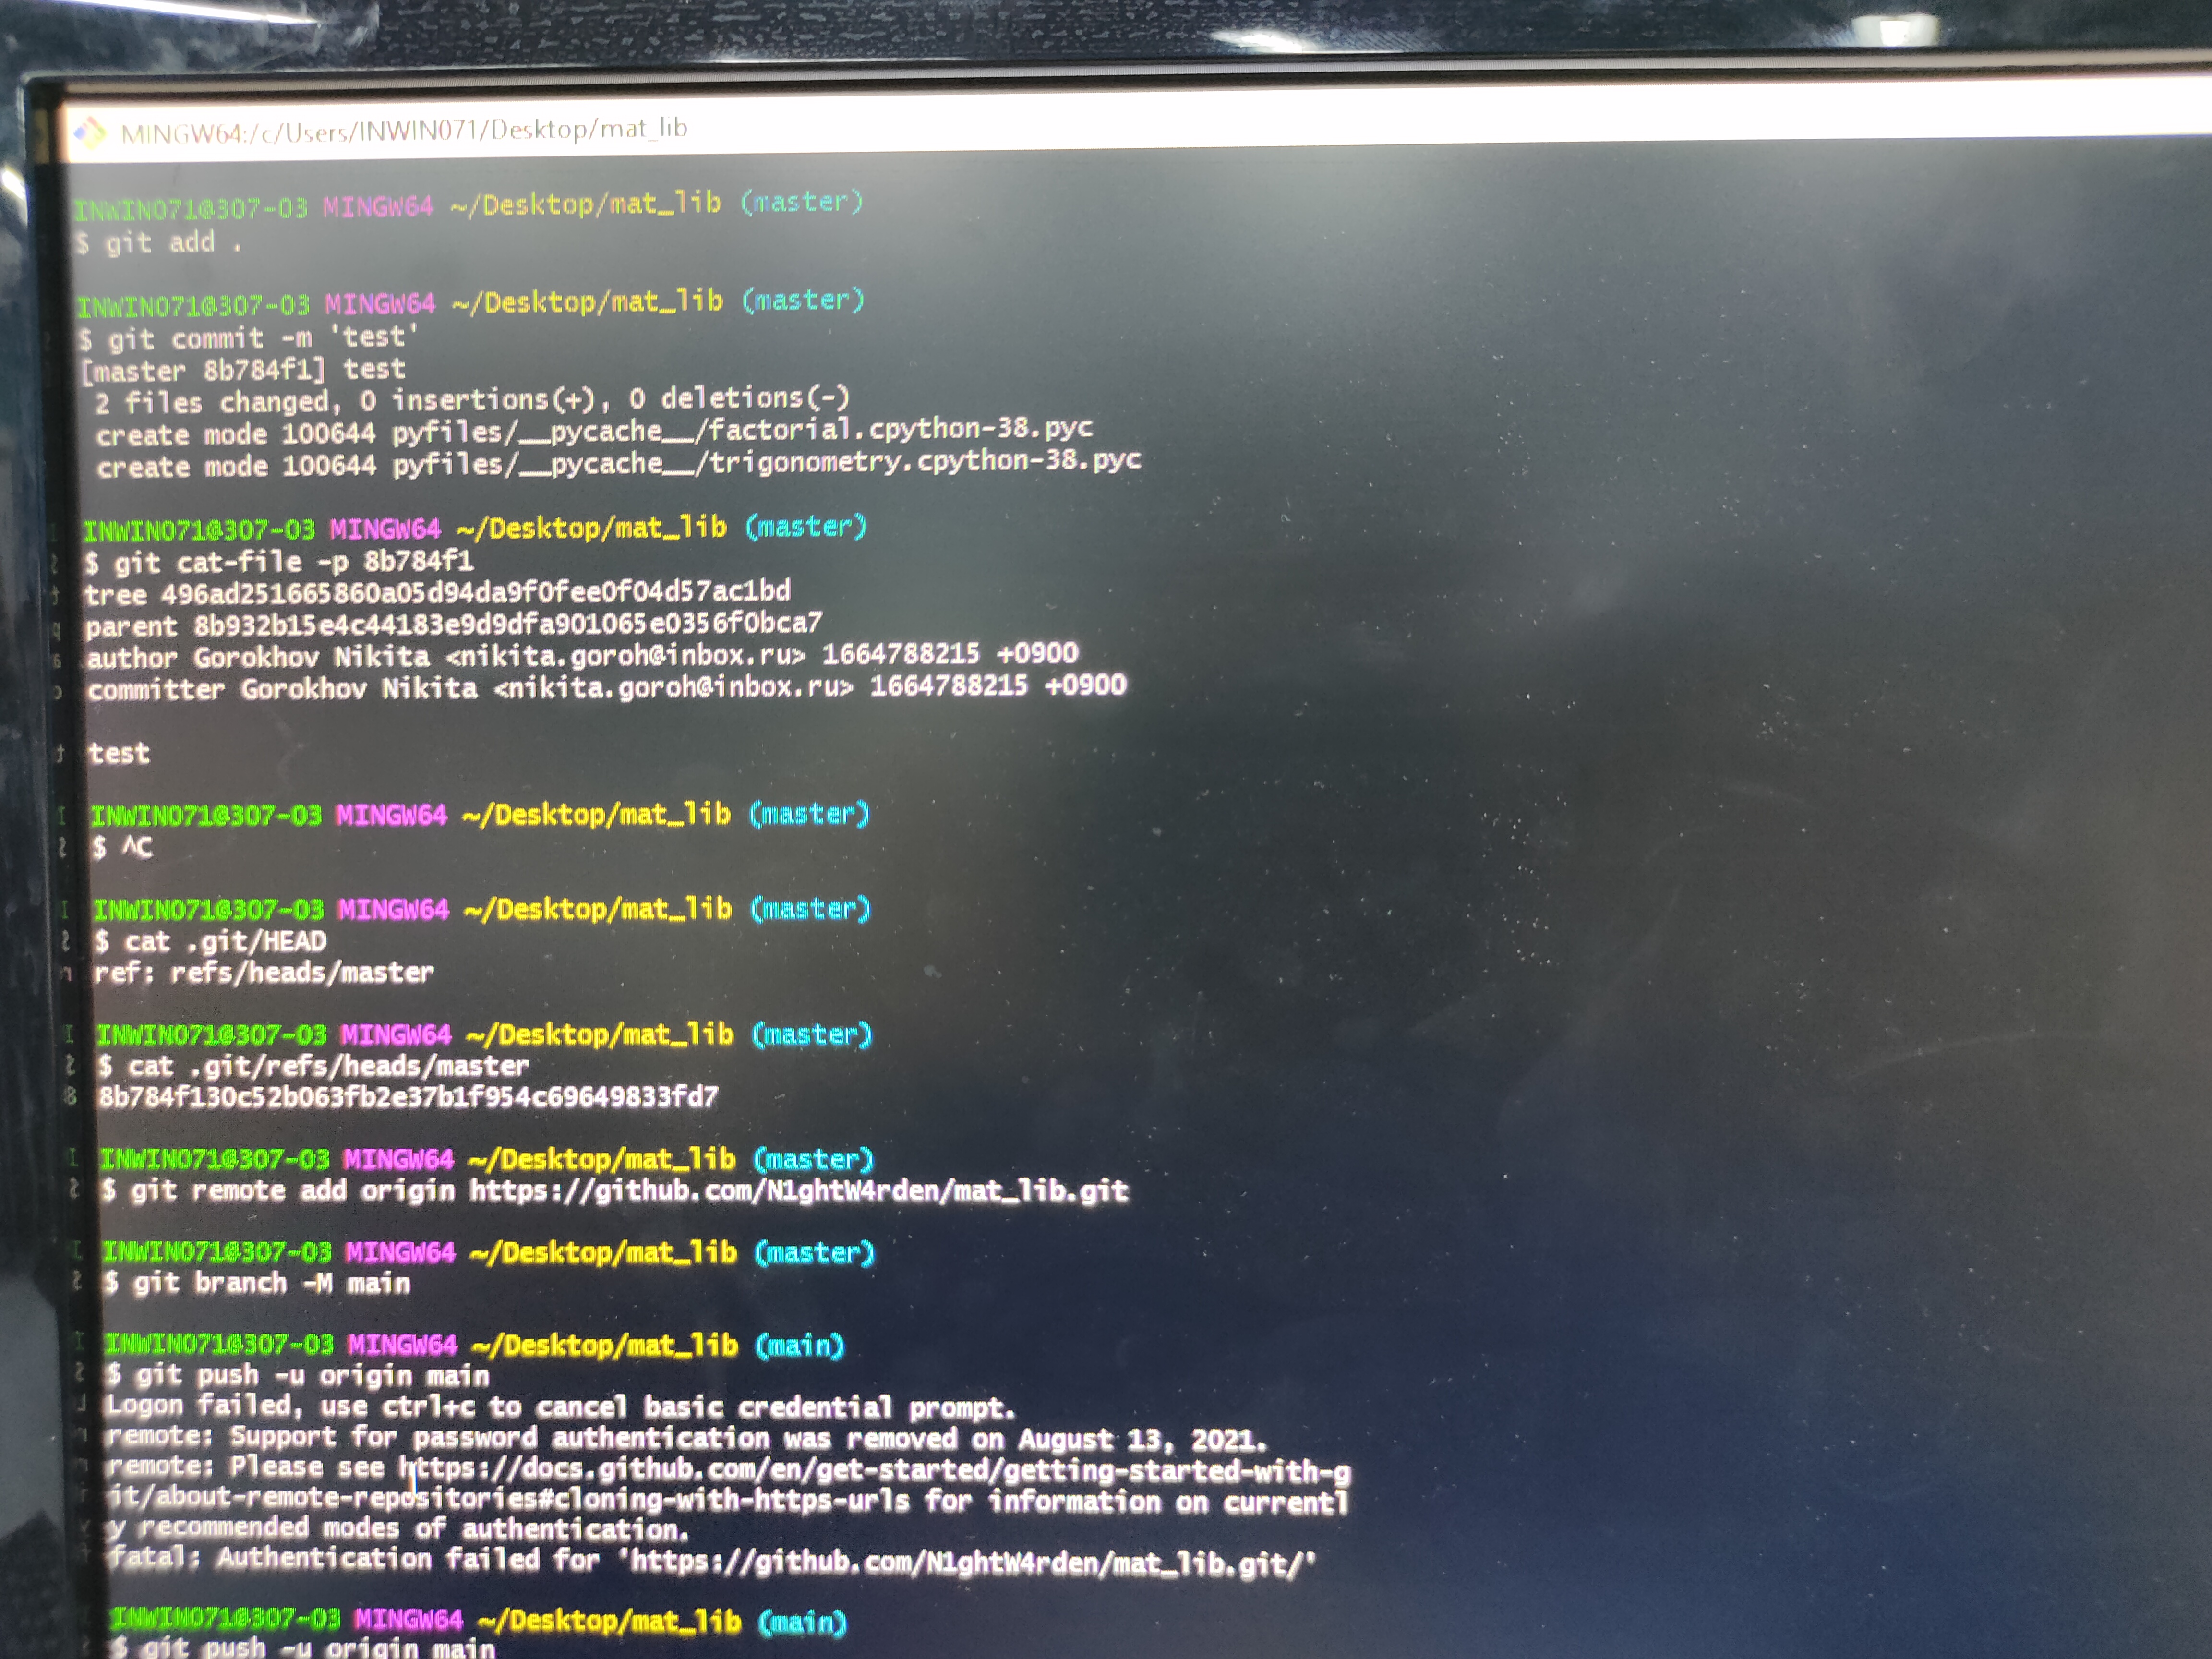 MINGW64:/c/Users/INWIN071/Desktop/mat_lib
INWIN071@307-03 MINGW64 ~/Desktop/mat_lib (master)
$ git add .
INWIN071@307-03 MINGW64 ~/Desktop/mat_lib (master)
$ git commit -m 'test'
[master 8b784f1] test
2 files changed, 0 insertions(+), 0 deletions(-)
create mode 100644 pyfiles/__pycache__/factorial.cpython-38.pyc
create mode 100644 pyfiles/__pycache__/trigonometry.cpython-38.pyc
INWIN071@307-03 MINGW64 ~/Desktop/mat_lib (master)
$ git cat-file -p 8b784f1
tree 496ad251665860a05d94da9f0fee0f04d57ac1bd
parent 8b932b15e4c44183e9d9dfa901065e0356f0bca7
author Gorokhov Nikita <nikita.goroh@inbox.ru> 1664788215 +0900
committer Gorokhov Nikita <nikita.goroh@inbox.ru> 1664788215 +0900
test
INWIN071@307-03 MINGW64 ~/Desktop/mat_lib (master)
$ ^C
INWIN071@307-03 MINGW64 ~/Desktop/mat_lib (master)
$ cat .git/HEAD
ref: refs/heads/master
INWIN071@307-03 MINGW64 ~/Desktop/mat_lib (master)
$ cat .git/refs/heads/master
8b784f130c52b063fb2e37b1f954c69649833fd7
INWIN071@307-03 MINGW64 ~/Desktop/mat_lib (master)
$ git remote add origin https://github.com/N1ghtW4rden/mat_lib.git
INWIN071@307-03 MINGW64 ~/Desktop/mat_lib (master)
$ git branch -M main
INWIN071@307-03 MINGW64 ~/Desktop/mat_lib (main)
$ git push -u origin main
Logon failed, use ctrl+c to cancel basic credential prompt.
remote: Support for password authentication was removed on August 13, 2021.
remote: Please see https://docs.github.com/en/get-started/getting-started-with-g
it/about-remote-repositories#cloning-with-https-urls for information on currentl
y recommended modes of authentication.
fatal: Authentication failed for 'https://github.com/N1ghtW4rden/mat_lib.git/'
INWIN071@307-03 MINGW64 ~/Desktop/mat_lib (main)
$ git push -u origin main